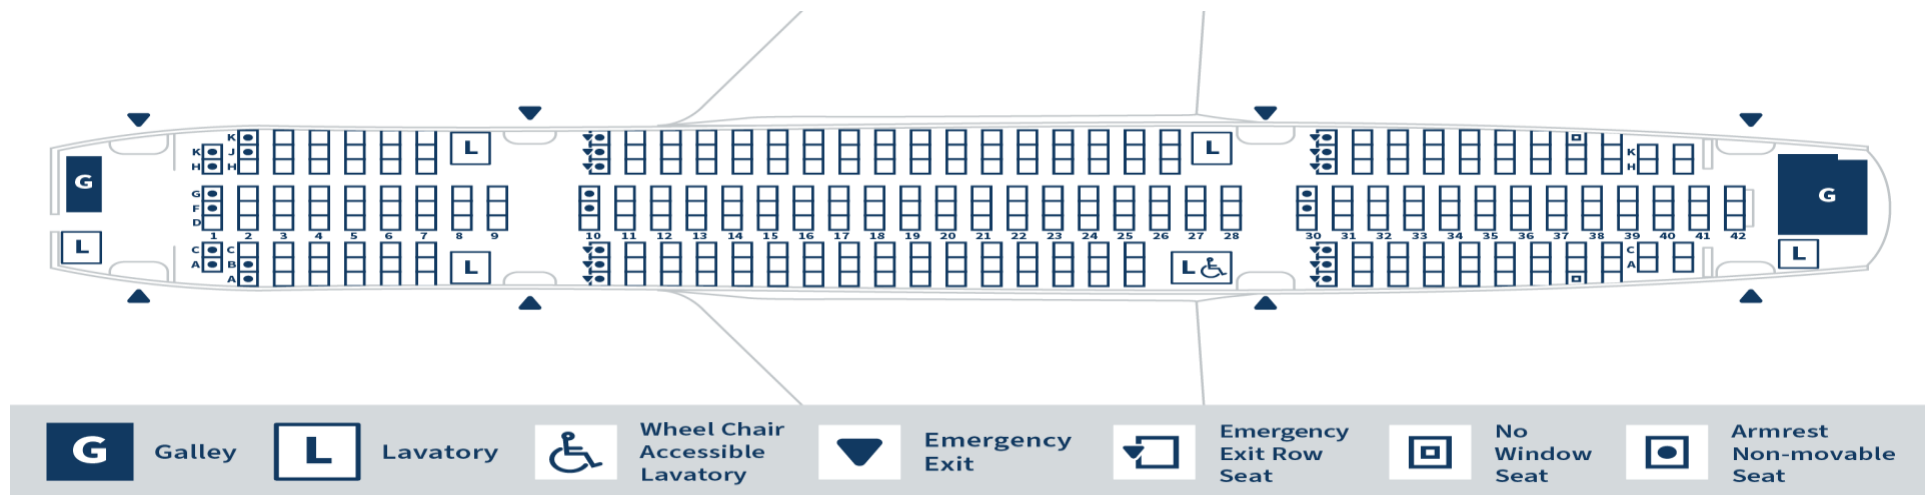 K
K J L L
H H K
G H
G G
F G
D
1 2 3 4 5 6 7 8 9 10 11 12 13 14 15 16 17 18 19 20 21 22 23 24 25 26 27 28 30 31 32 33 34 35 36 37 38 39 40 41 42
L C C C L
A B L L A
A
G Galley
L Lavatory
Wheel Chair
Accessible
Lavatory
Emergency
Exit
Emergency
Exit Row
Seat
No
Window
Seat
Armrest
Non-movable
Seat